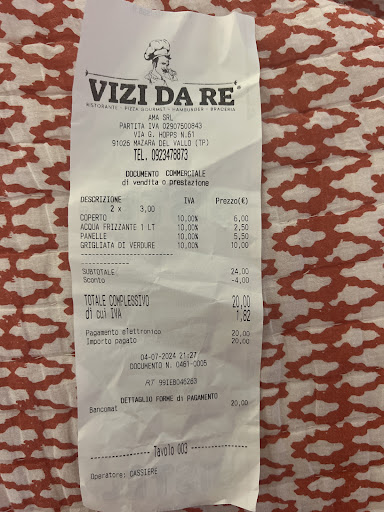 VIZI DA RE
RISTORANTE - PIZZA GOURMET - HAMBURGER - BRACERIA
AMA SRL
PARTITA IVA 02907500843
VIA G. HOPPS N.61
91026 MAZARA DEL VALLO (TP)
TEL. 0923478873
DOCUMENTO COMMERCIALE
di vendita o prestazione
DESCRIZIONE IVA Prezzo(€)
2 x 3,00
COPERTO 10,00% 6,00
ACQUA FRIZZANTE 1 LT 10,00% 2,50
PANELLE 10,00% 5,50
GRIGLIATA DI VERDURE 10,00% 10,00
SUBTOTALE 24,00
Sconto -4,00
TOTALE COMPLESSIVO 20,00
di cui IVA 1,82
Pagamento elettronico 20,00
Importo pagato 20,00
04-07-2024 21:27
DOCUMENTO N. 0461-0005
RT 99IEB046263
DETTAGLIO FORME di PAGAMENTO
Bancomat 20,00
Tavolo 003
Operatore: CASSIERE